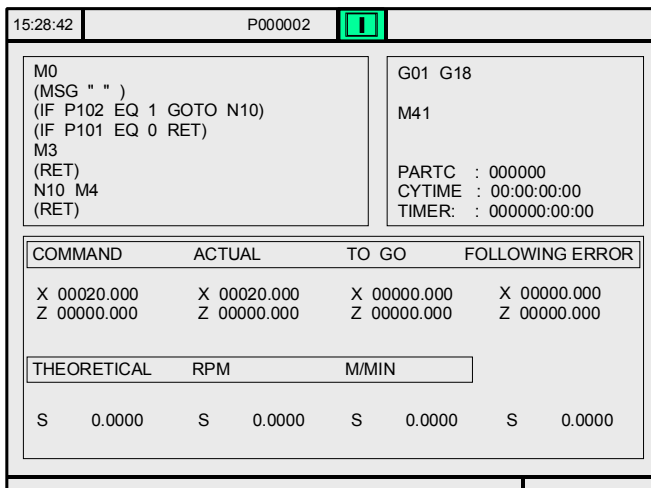 15:28:42 P000002 I
M0
(MSG " " )
(IF P102 EQ 1 GOTO N10)
(IF P101 EQ 0 RET)
M3
(RET)
N10 M4
(RET)
G01 G18
M41
PARTC : 000000
CYTIME : 00:00:00:00
TIMER: : 000000:00:00
COMMAND ACTUAL TO GO FOLLOWING ERROR
X 00020.000 X 00020.000 X 00000.000 X 00000.000
Z 00000.000 Z 00000.000 Z 00000.000 Z 00000.000
THEORETICAL RPM M/MIN
S 0.0000 S 0.0000 S 0.0000 S 0.0000